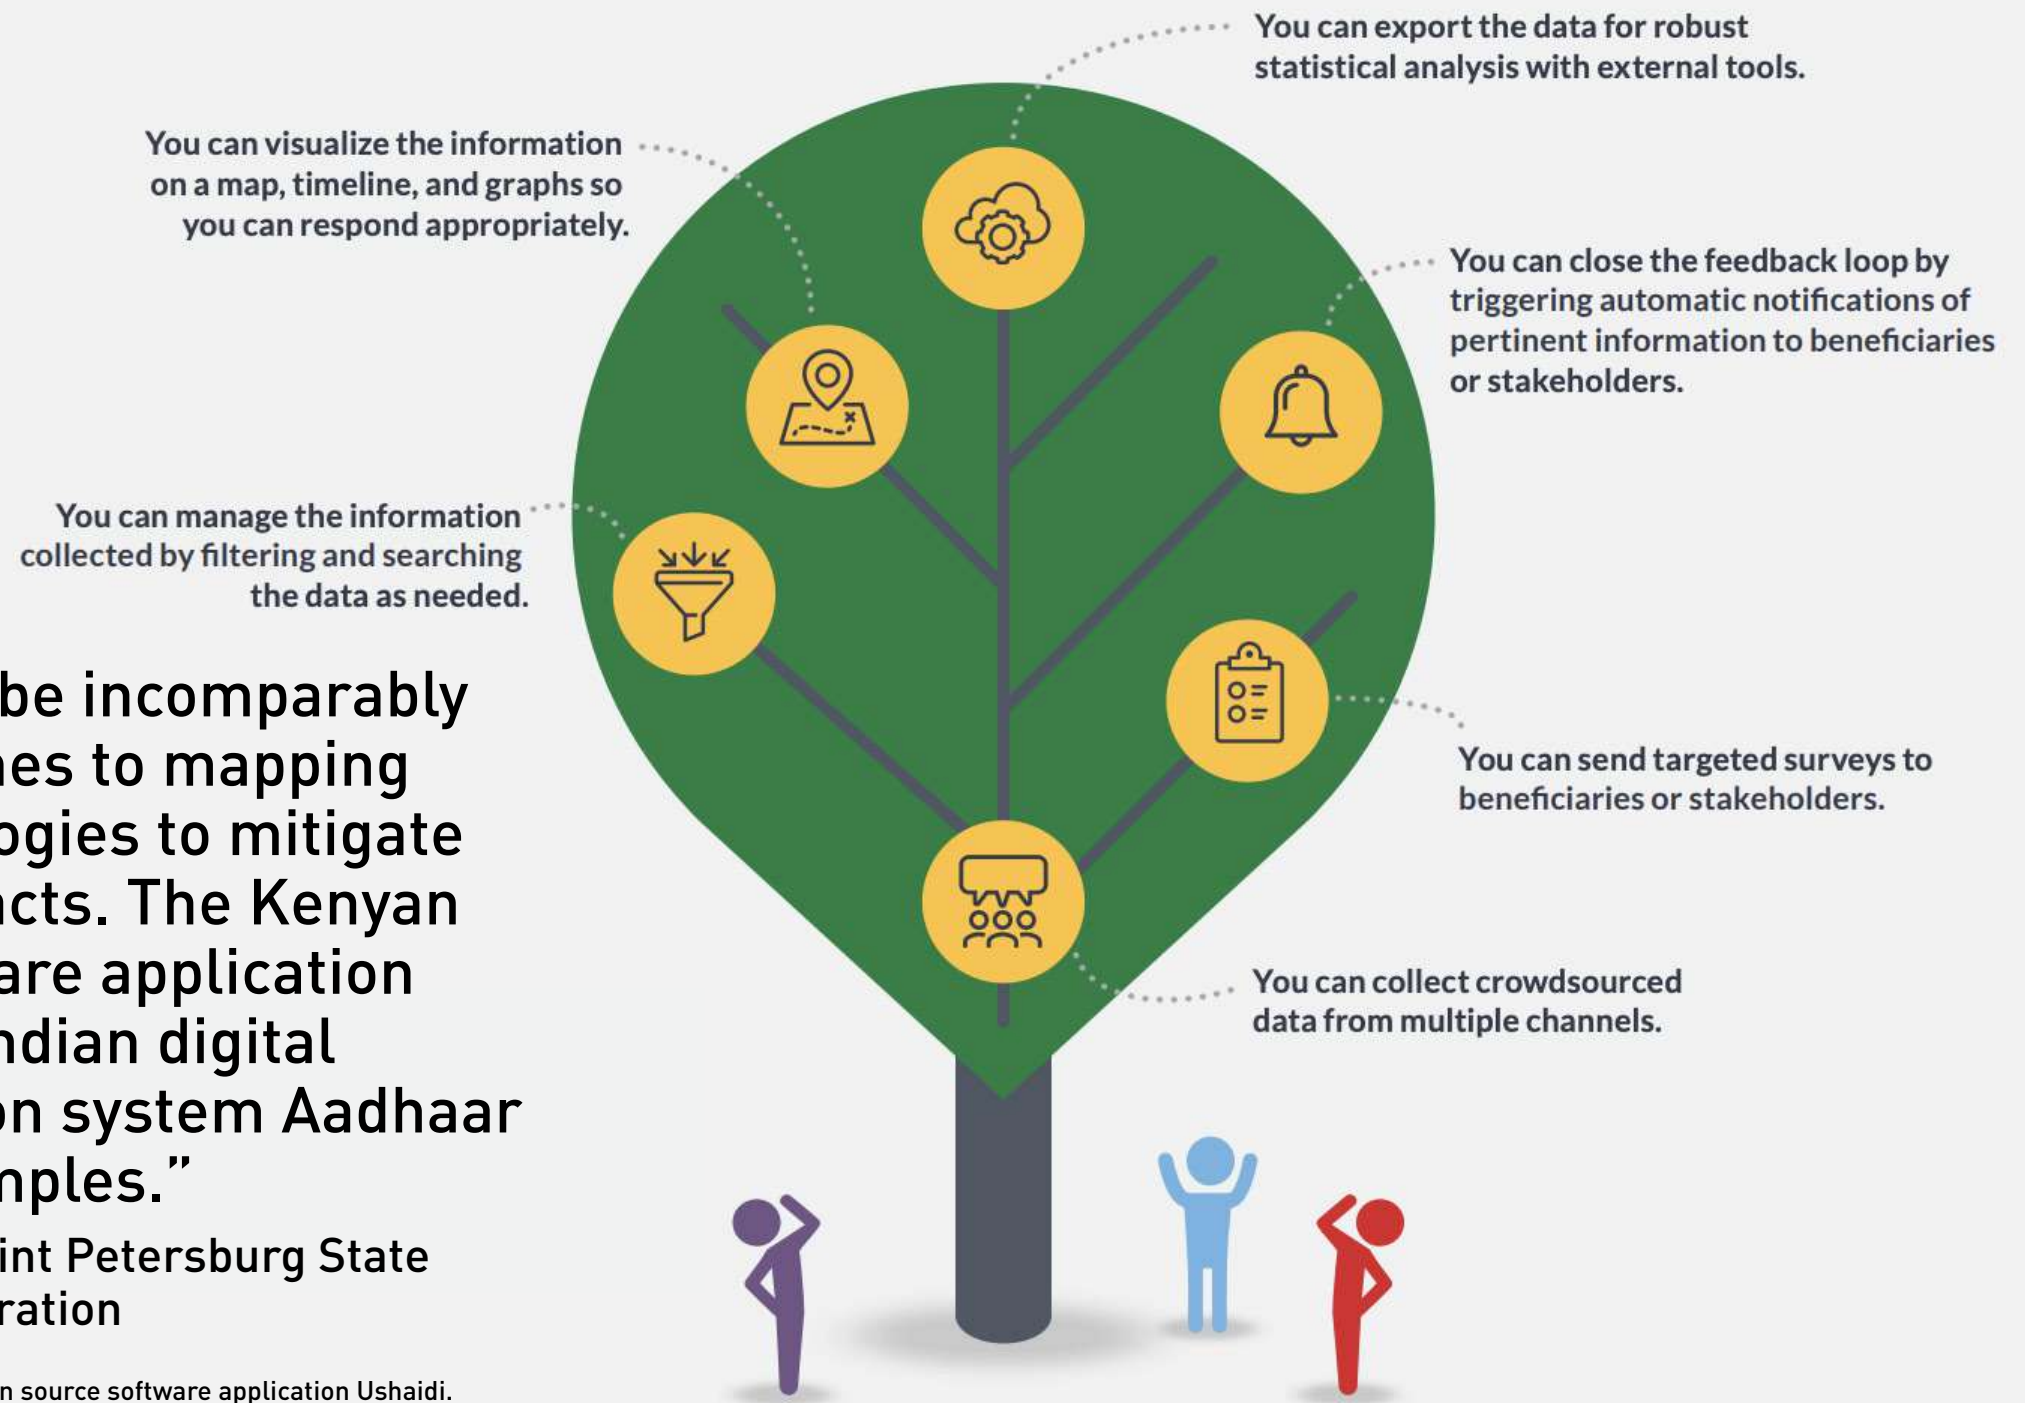 You can export the data for robust
statistical analysis with external tools.
You can visualize the information
on a map, timeline, and graphs so
you can respond appropriately.
You can close the feedback loop by
triggering automatic notifications of
pertinent information to beneficiaries
or stakeholders.
You can manage the information
collected by filtering and searching
the data as needed.
You can send targeted surveys to
beneficiaries or stakeholders.
You can collect crowdsourced
data from multiple channels.
be incomparably
nes to mapping
ogies to mitigate
acts. The Kenyan
are application
ndian digital
on system Aadhaar
mples.”
int Petersburg State
ration
n source software application Ushaidi.